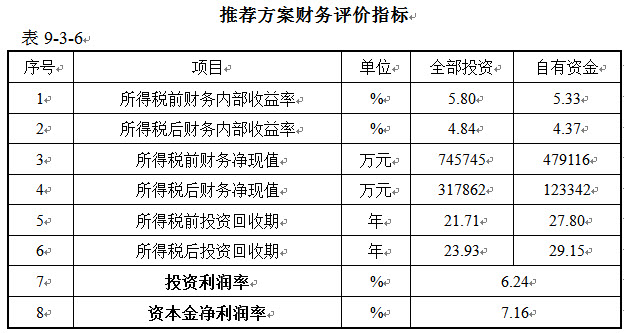 推荐方案财务评价指标
表 9-3-6
序号 项目 单位 全部投资 自有资金
1 所得税前财务内部收益率 % 5.80 5.33
2 所得税后财务内部收益率 % 4.84 4.37
3 所得税前财务净现值 万元 745745 479116
4 所得税后财务净现值 万元 317862 123342
5 所得税前投资回收期 年 21.71 27.80
6 所得税后投资回收期 年 23.93 29.15
7 投资利润率 % 6.24
8 资本金净利润率 % 7.16